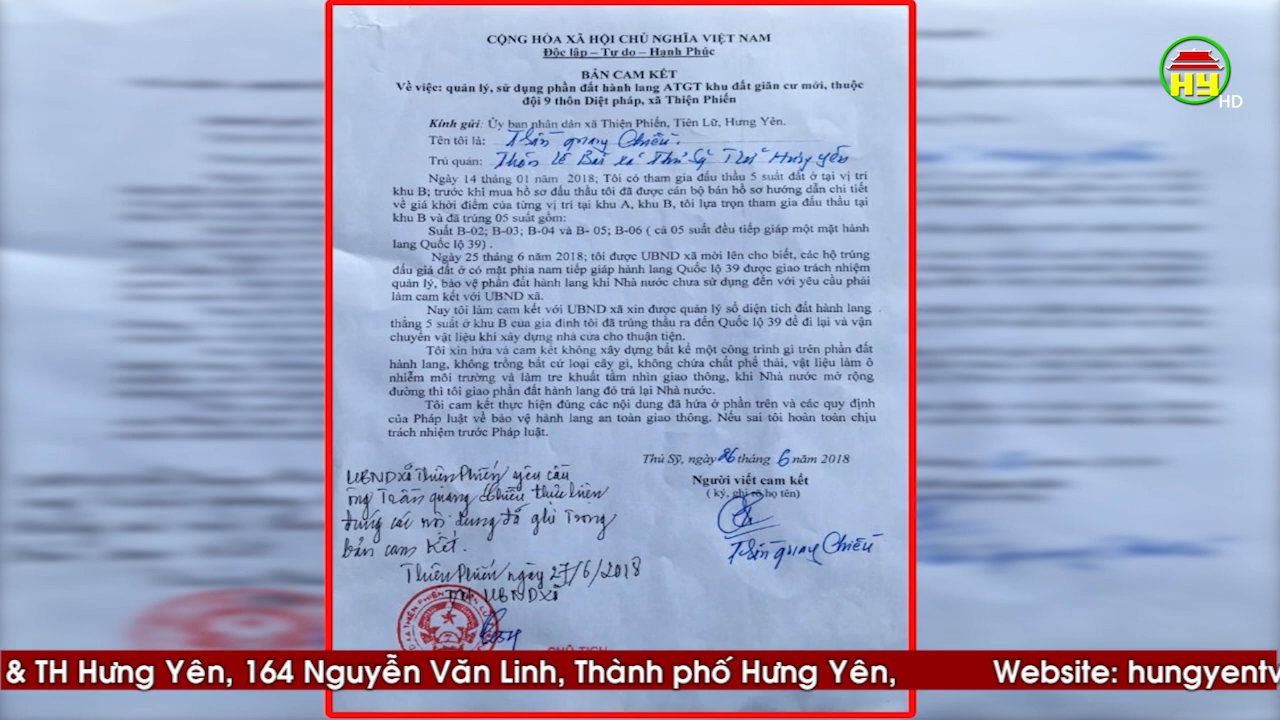 CỘNG HÒA XÃ HỘI CHỦ NGHĨA VIỆT NAM
Độc lập – Tự do – Hạnh Phúc
BẢN CAM KẾT
Về việc: quản lý, sử dụng phần đất hành lang ATGT khu đất giãn cư mới, thuộc
đội 9 thôn Diệt pháp, xã Thiện Phiến
Kính gửi: Ủy ban nhân dân xã Thiện Phiến, Tiên Lữ, Hưng Yên.
Tên tôi là: Trần quang Chiểu.
Trú quán: Thôn Lê Bãi xã Thủ Sỹ TP Hưng yên
Ngày 14 tháng 01 năm 2018; Tôi có tham gia đấu thầu 5 suất đất ở tại vị trí
khu B; trước khi mua hồ sơ đấu thầu tôi đã được cán bộ bán hồ sơ hướng dẫn chi tiết
về giá khởi điểm của từng vị trí tại khu A, khu B, tôi lựa trọn tham gia đấu thầu tại
khu B và đã trúng 05 suất gồm:
Suất B-02; B-03; B-04 và B- 05; B-06 ( cả 05 suất đều tiếp giáp một mặt hành
lang Quốc lộ 39) .
Ngày 25 tháng 6 năm 2018; tôi được UBND xã mời lên cho biết, các hộ trúng
đấu giá đất ở có mặt phía nam tiếp giáp hành lang Quốc lộ 39 được giao trách nhiệm
quản lý, bảo vệ phần đất hành lang khi Nhà nước chưa sử dụng đến với yêu cầu phải
làm cam kết với UBND xã.
Nay tôi làm cam kết với UBND xã xin được quản lý số diện tích đất hành lang
thẳng 5 suất ở khu B của gia đình tôi đã trúng thầu ra đến Quốc lộ 39 để đi lại và vận
chuyển vật liệu khi xây dựng nhà cửa cho thuận tiện.
Tôi xin hứa và cam kết không xây dựng bất kể một công trình gì trên phần đất
hành lang, không trồng bất cứ loại cây gì, không chứa chất phế thải, vật liệu làm ô
nhiễm môi trường và làm tre khuất tầm nhìn giao thông, khi Nhà nước mở rộng
đường thì tôi giao phần đất hành lang đó trả lại Nhà nước.
Tôi cam kết thực hiện đúng các nội dung đã hứa ở phần trên và các quy định
của Pháp luật về bảo vệ hành lang an toàn giao thông. Nếu sai tôi hoàn toàn chịu
trách nhiệm trước Pháp luật.
Thủ Sỹ, ngày 26 tháng 6 năm 2018
Người viết cam kết
( ký, ghi rõ họ tên)
Trần quang Chiểu
UBND xã Thiện Phiến yêu cầu
ông Trần quang Chiểu thực hiện
đúng các nội dung đã ghi trong
bản cam kết.
Thiện Phiến ngày 27/6/2018
TM UBND xã
CHỦ TỊCH
HY HD
& TH Hưng Yên, 164 Nguyễn Văn Linh, Thành phố Hưng Yên, Website: hungyentv